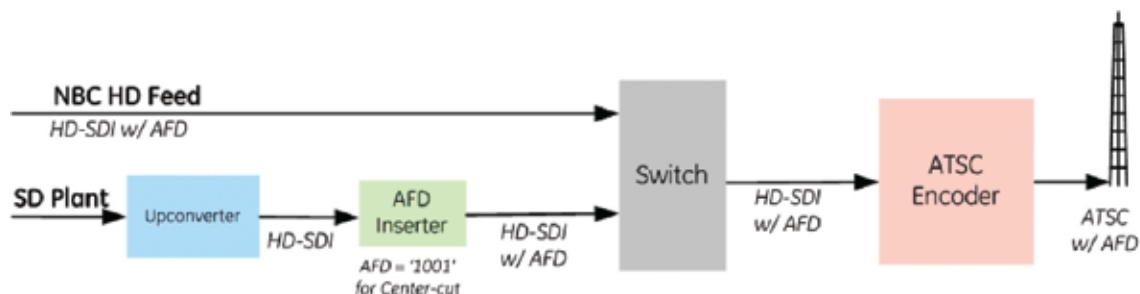 NBC HD Feed
HD-SDI w/ AFD
SD Plant
Upconverter
HD-SDI
AFD
Inserter
AFD = '1001'
for Center-cut
HD-SDI
w/ AFD
Switch
HD-SDI
w/ AFD
ATSC
Encoder
ATSC
w/ AFD